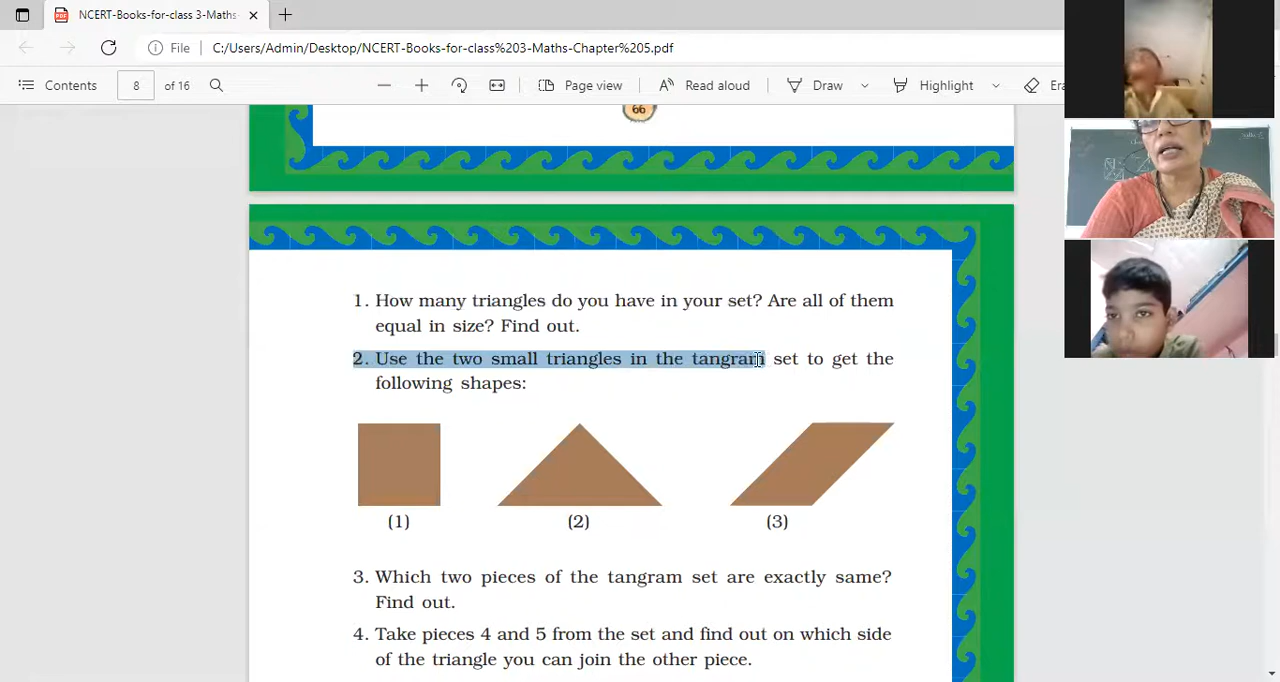 NCERT-Books-for-class 3-Maths-
File C:/Users/Admin/Desktop/NCERT-Books-for-class%203-Maths-Chapter%205.pdf
Contents 8 of 16 Page view Read aloud Draw Highlight Era
66
1. How many triangles do you have in your set? Are all of them
equal in size? Find out.
2. Use the two small triangles in the tangram set to get the
following shapes:
(1) (2) (3)
3. Which two pieces of the tangram set are exactly same?
Find out.
4. Take pieces 4 and 5 from the set and find out on which side
of the triangle you can join the other piece.